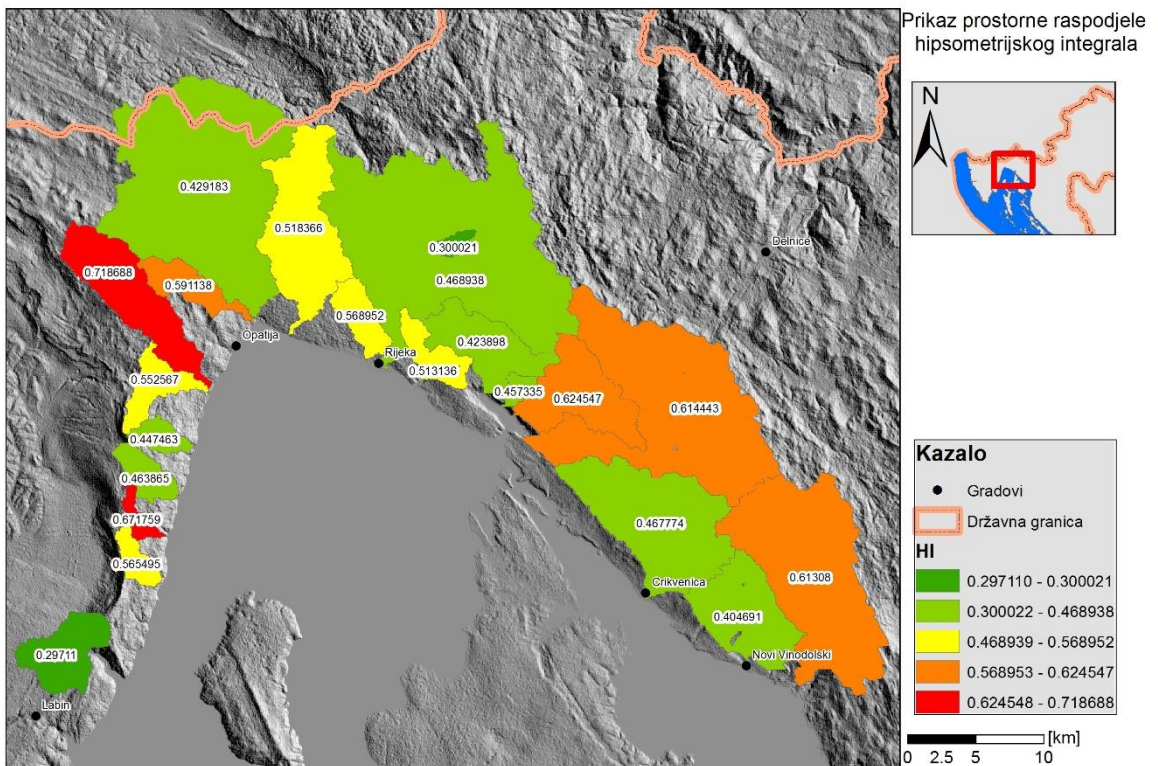 Prikaz prostorne raspodjele
hipsometrijskog integrala
N
0.429183
0.518366
0.300021
0.468938
Delnice
0.718688
0.591138
0.568952
Opatija
0.423898
Rijeka
0.513136
0.552567
0.457335
0.624547
0.614443
0.447463
0.463865
0.671759
0.467774
0.565495
0.61308
Crikvenica
0.404691
0.29711
Novi Vinodolski
Labin
Kazalo
Gradovi
Državna granica
HI
0.297110 - 0.300021
0.300022 - 0.468938
0.468939 - 0.568952
0.568953 - 0.624547
0.624548 - 0.718688
[km]
0 2.5 5 10